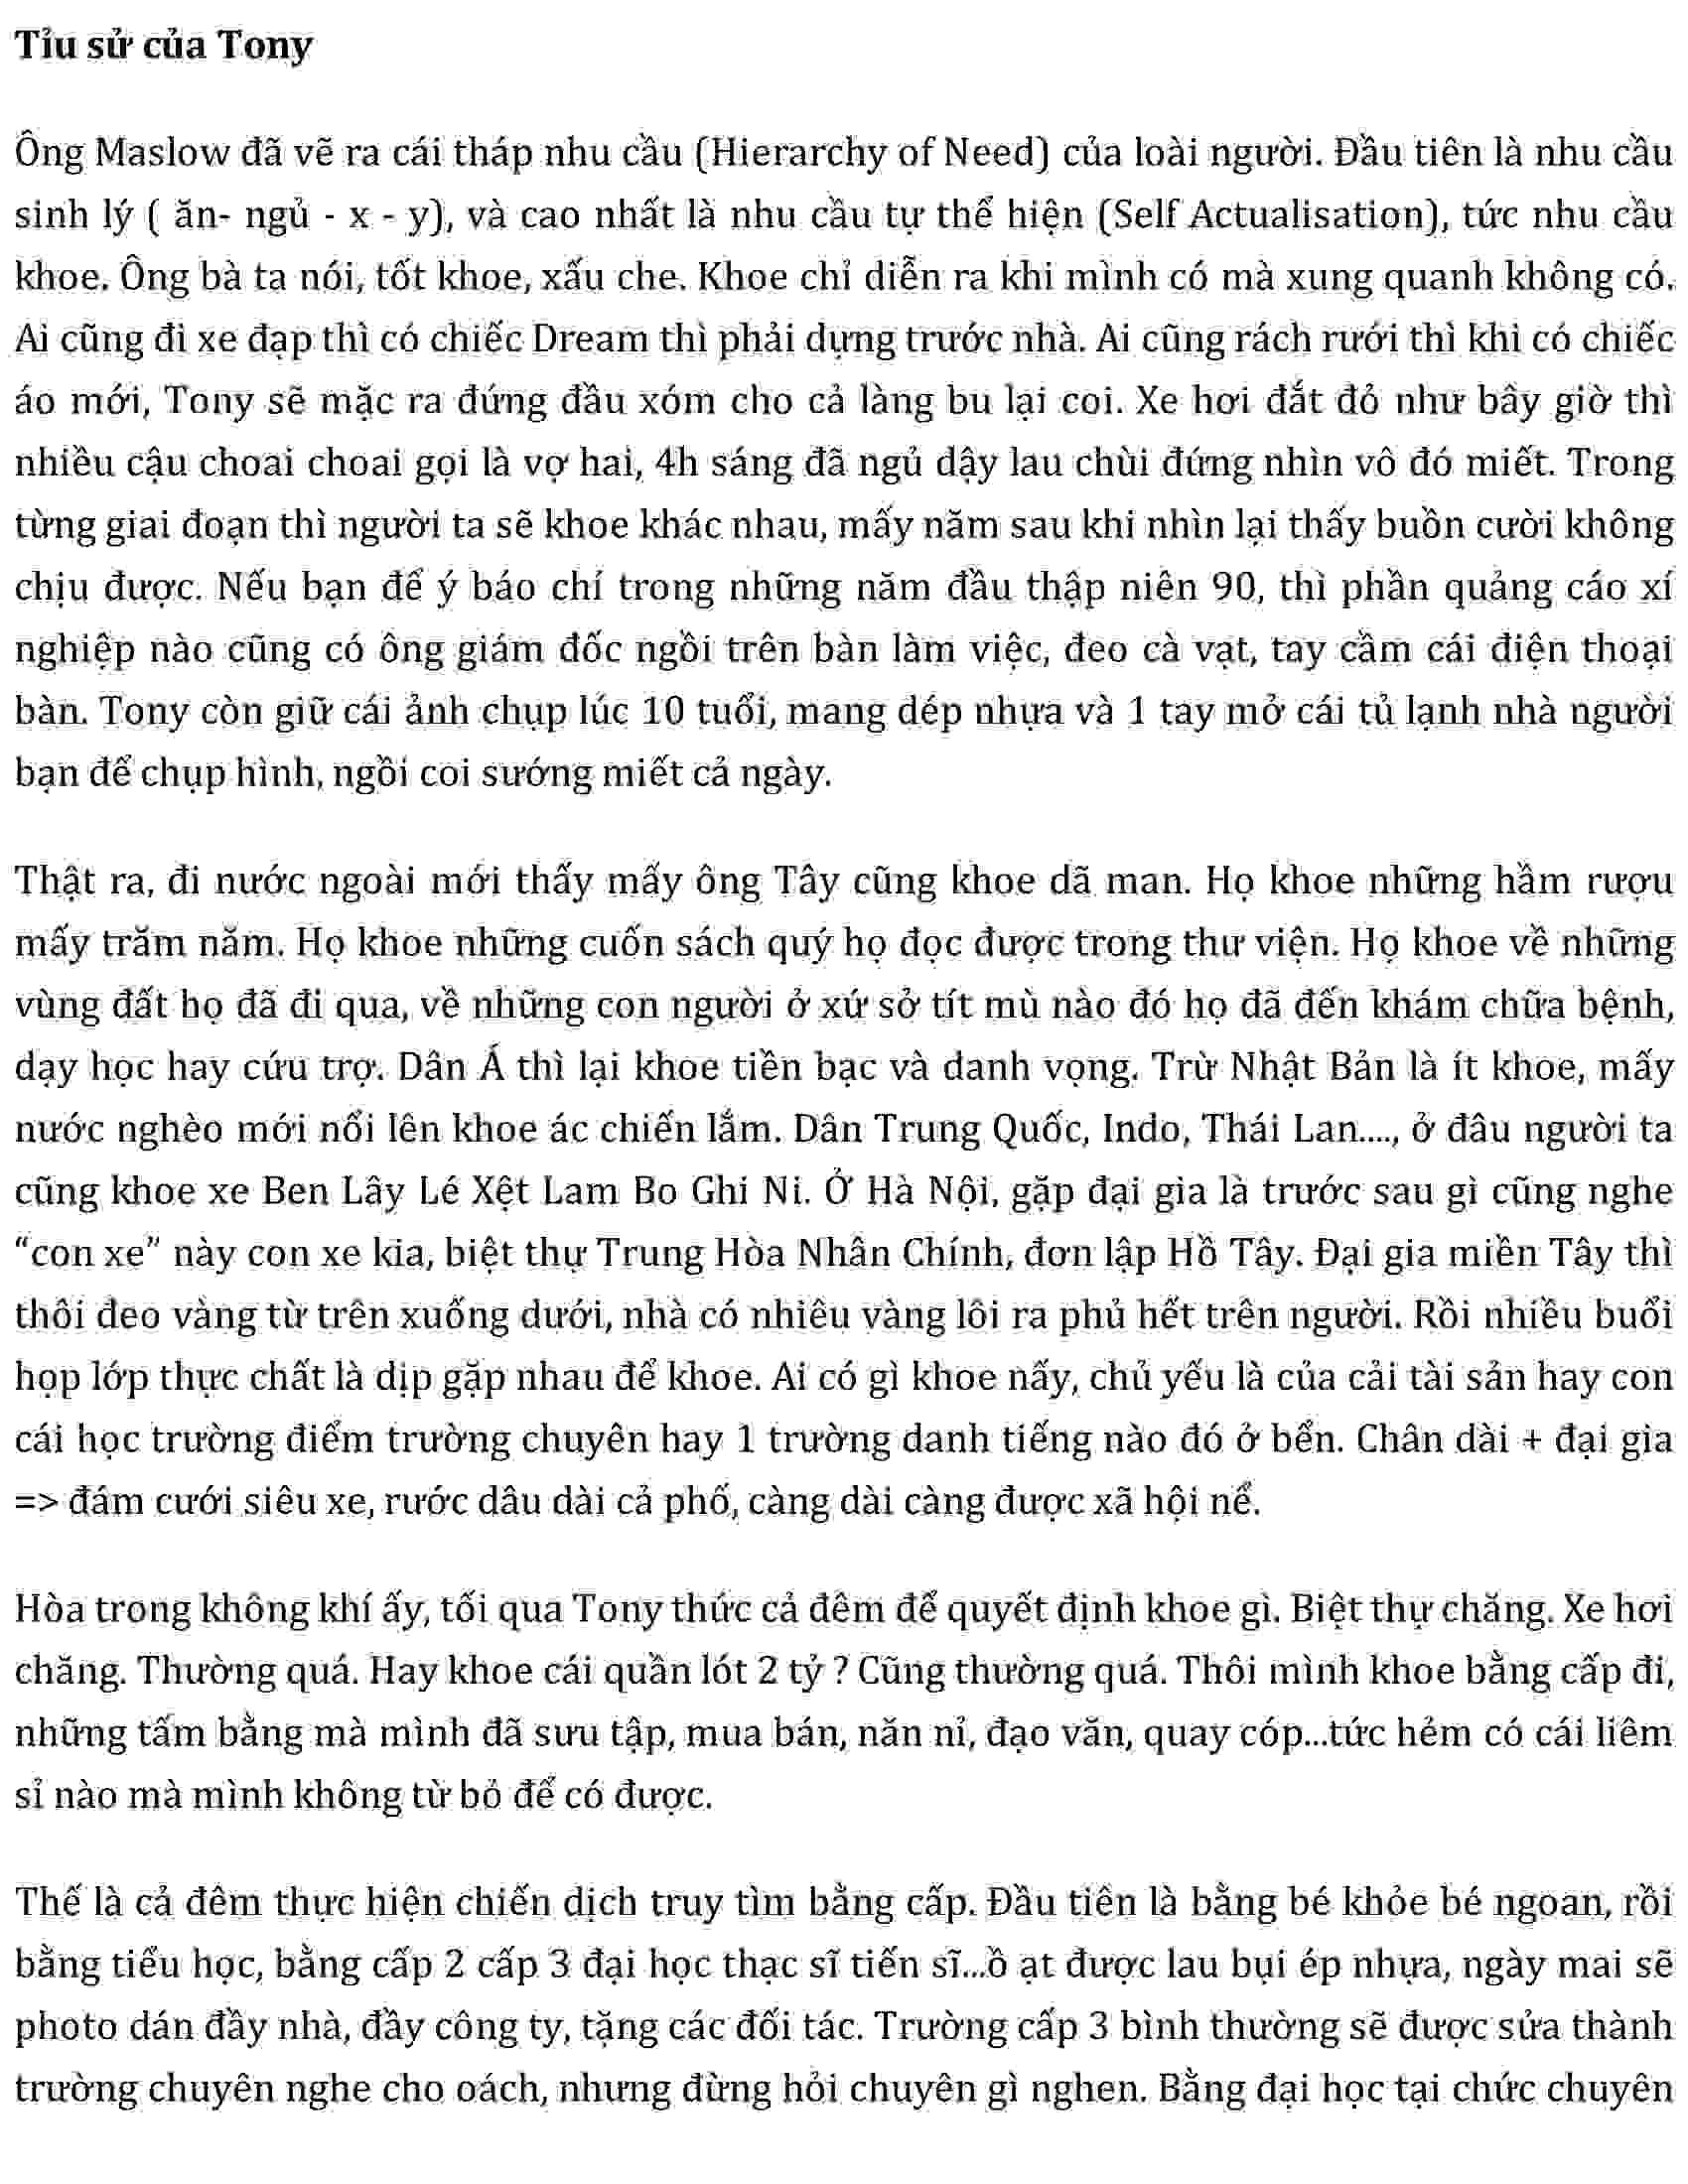 Tỉu sử của Tony
Ông Maslow đã vẽ ra cái tháp nhu cầu (Hierarchy of Need) của loài người. Đầu tiên là nhu cầu
sinh lý ( ăn- ngủ - x - y), và cao nhất là nhu cầu tự thể hiện (Self Actualisation), tức nhu cầu
khoe. Ông bà ta nói, tốt khoe, xấu che. Khoe chỉ diễn ra khi mình có mà xung quanh không có.
Ai cũng đi xe đạp thì có chiếc Dream thì phải dựng trước nhà. Ai cũng rách rưới thì khi có chiếc
áo mới, Tony sẽ mặc ra đứng đầu xóm cho cả làng bu lại coi. Xe hơi đắt đỏ như bây giờ thì
nhiều cậu choai choai gọi là vợ hai, 4h sáng đã ngủ dậy lau chùi đứng nhìn vô đó miết. Trong
từng giai đoạn thì người ta sẽ khoe khác nhau, mấy năm sau khi nhìn lại thấy buồn cười không
chịu được. Nếu bạn để ý báo chí trong những năm đầu thập niên 90, thì phần quảng cáo xí
nghiệp nào cũng có ông giám đốc ngồi trên bàn làm việc, đeo cà vạt, tay cầm cái điện thoại
bàn. Tony còn giữ cái ảnh chụp lúc 10 tuổi, mang dép nhựa và 1 tay mở cái tủ lạnh nhà người
bạn để chụp hình, ngồi coi sướng miết cả ngày.
Thật ra, đi nước ngoài mới thấy mấy ông Tây cũng khoe dã man. Họ khoe những hầm rượu
mấy trăm năm. Họ khoe những cuốn sách quý họ đọc được trong thư viện. Họ khoe về những
vùng đất họ đã đi qua, về những con người ở xứ sở tít mù nào đó họ đã đến khám chữa bệnh,
dạy học hay cứu trợ. Dân Á thì lại khoe tiền bạc và danh vọng. Trừ Nhật Bản là ít khoe, mấy
nước nghèo mới nổi lên khoe ác chiến lắm. Dân Trung Quốc, Indo, Thái Lan...., ở đâu người ta
cũng khoe xe Ben Lây Lé Xệt Lam Bo Ghi Ni. Ở Hà Nội, gặp đại gia là trước sau gì cũng nghe
“con xe” này con xe kia, biệt thự Trung Hòa Nhân Chính, đơn lập Hồ Tây. Đại gia miền Tây thì
thôi đeo vàng từ trên xuống dưới, nhà có nhiêu vàng lôi ra phủ hết trên người. Rồi nhiều buổi
họp lớp thực chất là dịp gặp nhau để khoe. Ai có gì khoe nấy, chủ yếu là của cải tài sản hay con
cái học trường điểm trường chuyên hay 1 trường danh tiếng nào đó ở bển. Chân dài + đại gia
=> đám cưới siêu xe, rước dâu dài cả phố, càng dài càng được xã hội nể.
Hòa trong không khí ấy, tối qua Tony thức cả đêm để quyết định khoe gì. Biệt thự chăng. Xe hơi
chăng. Thường quá. Hay khoe cái quần lót 2 tỷ ? Cũng thường quá. Thôi mình khoe bằng cấp đi,
những tấm bằng mà mình đã sưu tập, mua bán, năn nỉ, đạo văn, quay cóp...tức hẻm có cái liêm
sỉ nào mà mình không từ bỏ để có được.
Thế là cả đêm thực hiện chiến dịch truy tìm bằng cấp. Đầu tiên là bằng bé khỏe bé ngoan, rồi
bằng tiểu học, bằng cấp 2 cấp 3 đại học thạc sĩ tiến sĩ...ồ ạt được lau bụi ép nhựa, ngày mai sẽ
photo dán đầy nhà, đầy công ty, tặng các đối tác. Trường cấp 3 bình thường sẽ được sửa thành
trường chuyên nghe cho oách, nhưng đừng hỏi chuyên gì nghen. Bằng đại học tại chức chuyên